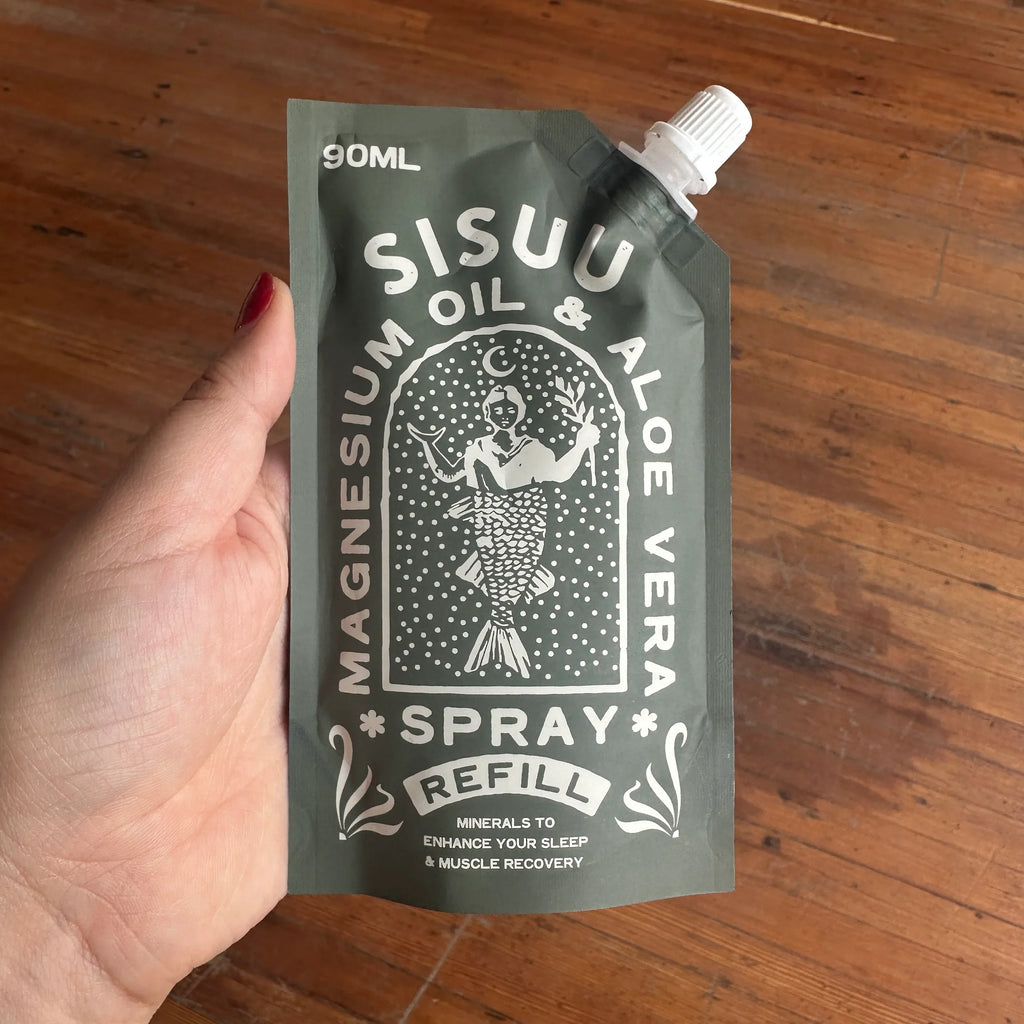 90ML
SISUU
MAGNESIUM OIL & ALOE VERA
SPRAY
REFILL
MINERALS TO
ENHANCE YOUR SLEEP
& MUSCLE RECOVERY